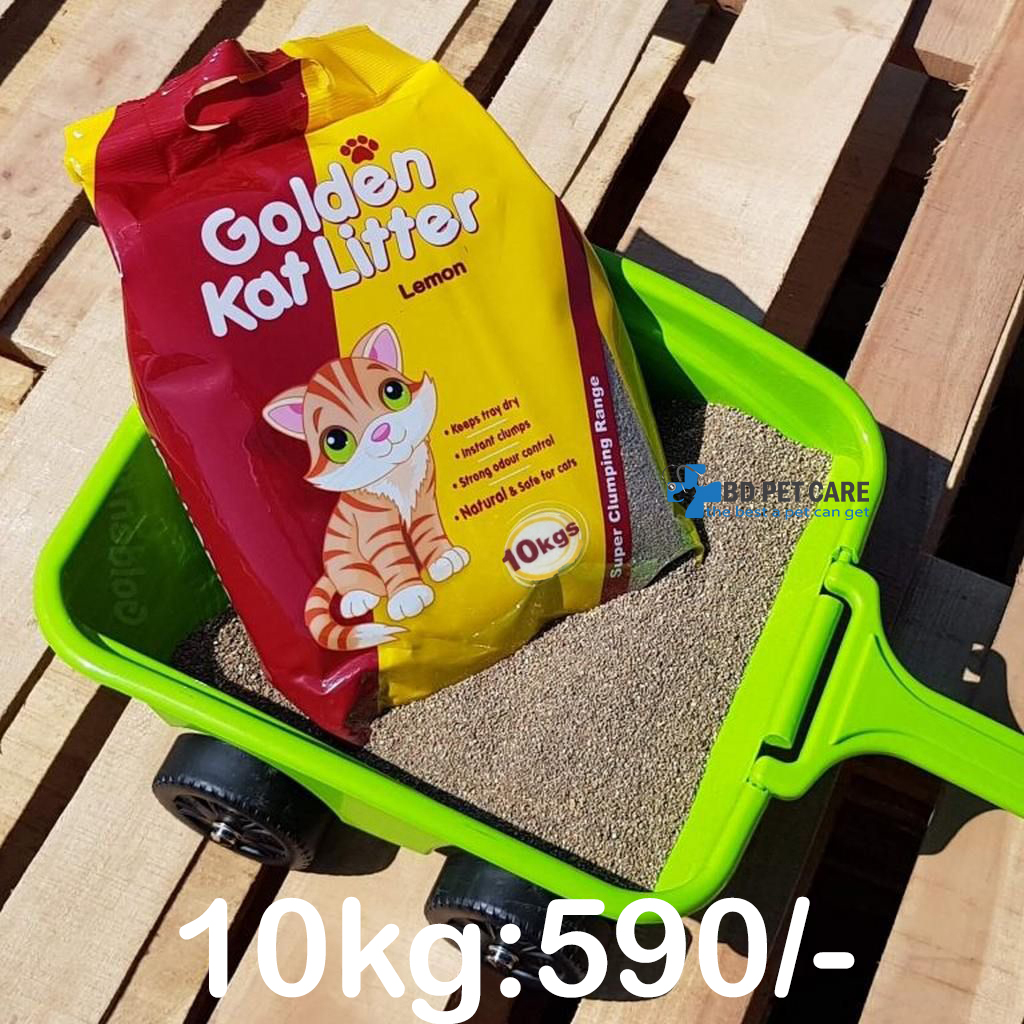 Golden
Kat Litter
Lemon
• Keeps tray dry
• Instant clumps
• Strong odour control
• Natural & Safe for cats
10kgs
Super Clumping Range
BD PET CARE
the best a pet can get
10kg:590/-